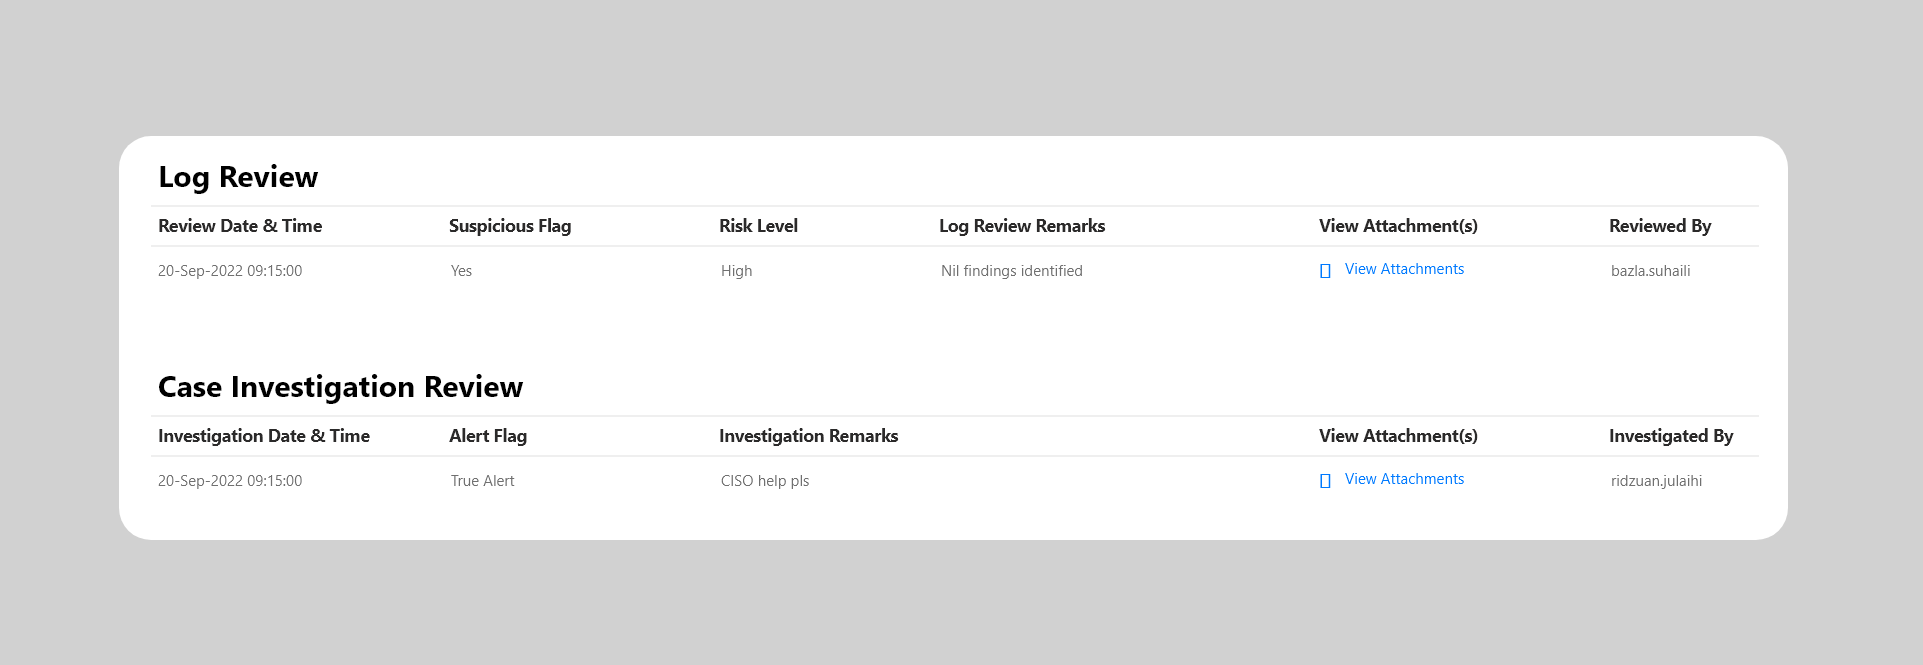 Log Review
Review Date & Time Suspicious Flag Risk Level Log Review Remarks View Attachment(s) Reviewed By
20-Sep-2022 09:15:00 Yes High Nil findings identified View Attachments bazla.suhaili
Case Investigation Review
Investigation Date & Time Alert Flag Investigation Remarks View Attachment(s) Investigated By
20-Sep-2022 09:15:00 True Alert CISO help pls View Attachments ridzuan.julaihi